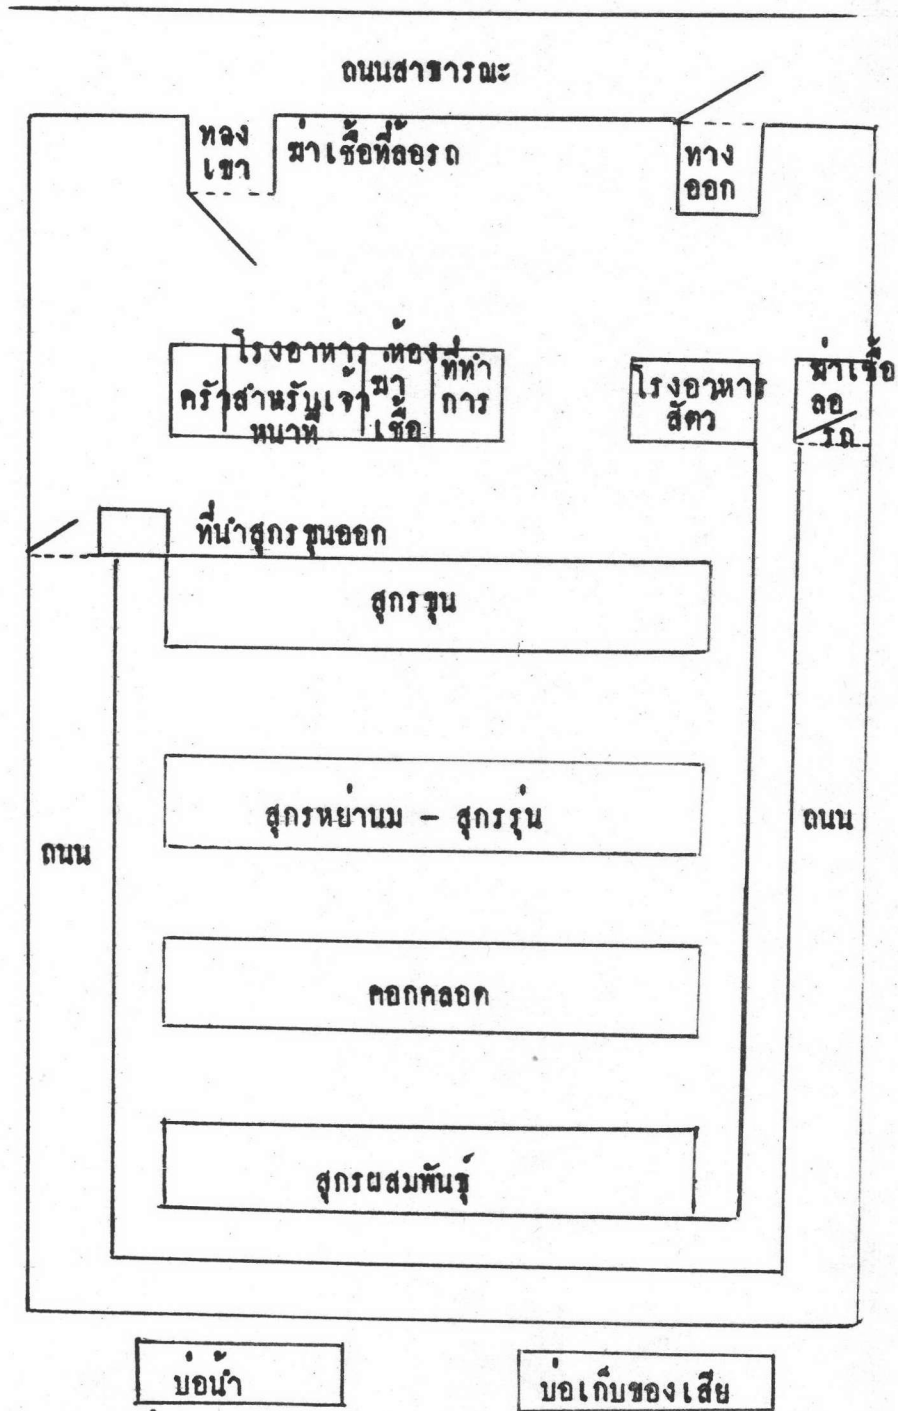 ถนนสาธารณะ
ทาง
เขา
ฆ่าเชื้อที่ล้อรถ
ทาง
ออก
ครัว
โรงอาหาร
สำหรับเจ้า
หนาที่
ห้อง
ฆา
เชื้อ
ที่ทำ
การ
โรงอาหาร
สัตว
ฆ่าเชื้อ
ลอ
รถ
ที่นำสุกรขุนออก
สุกรขุน
สุกรหย่านม - สุกรรุ่น
ถนน
ถนน
คอกคลอด
สุกรผสมพันธุ์
บ่อน้ำ
บ่อเก็บของเสีย